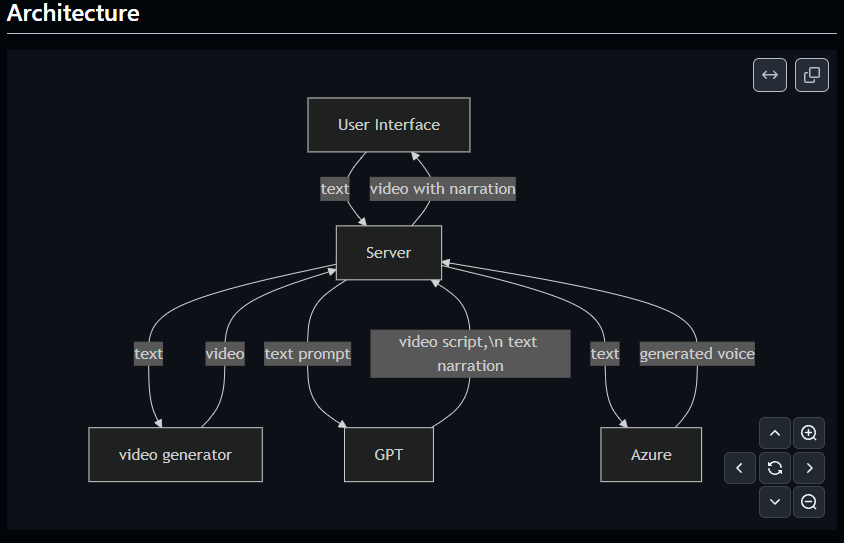 Architecture
User Interface
text
video with narration
Server
text
video
text prompt
video script,\n text
narration
text
generated voice
video generator
GPT
Azure